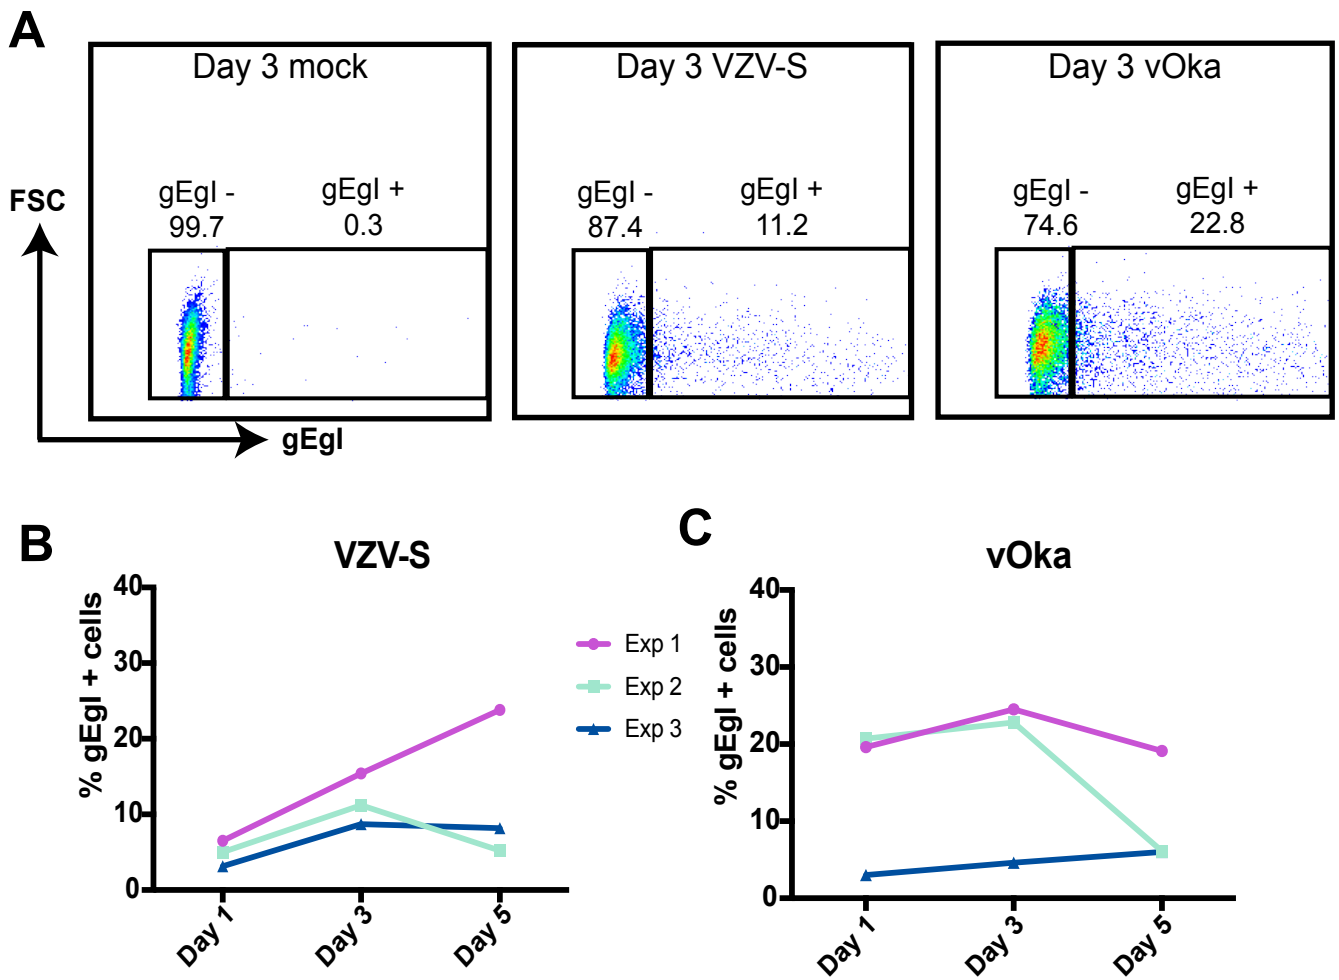 A
Day 3 mock
Day 3 VZV-S
Day 3 vOka
FSC
gEgI -
99.7
gEgI +
0.3
gEgI -
87.4
gEgI +
11.2
gEgI -
74.6
gEgI +
22.8
gEgI
B
VZV-S
% gEgI + cells
40
30
20
10
0
Day 1
Day 3
Day 5
Exp 1
Exp 2
Exp 3
C
vOka
% gEgI + cells
40
30
20
10
0
Day 1
Day 3
Day 5